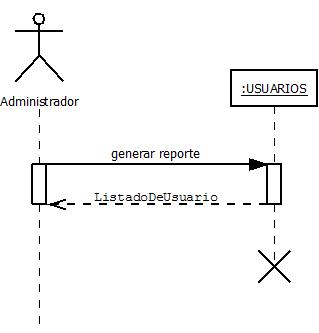 Administrador
:USUARIOS
generar reporte
ListadoDeUsuario